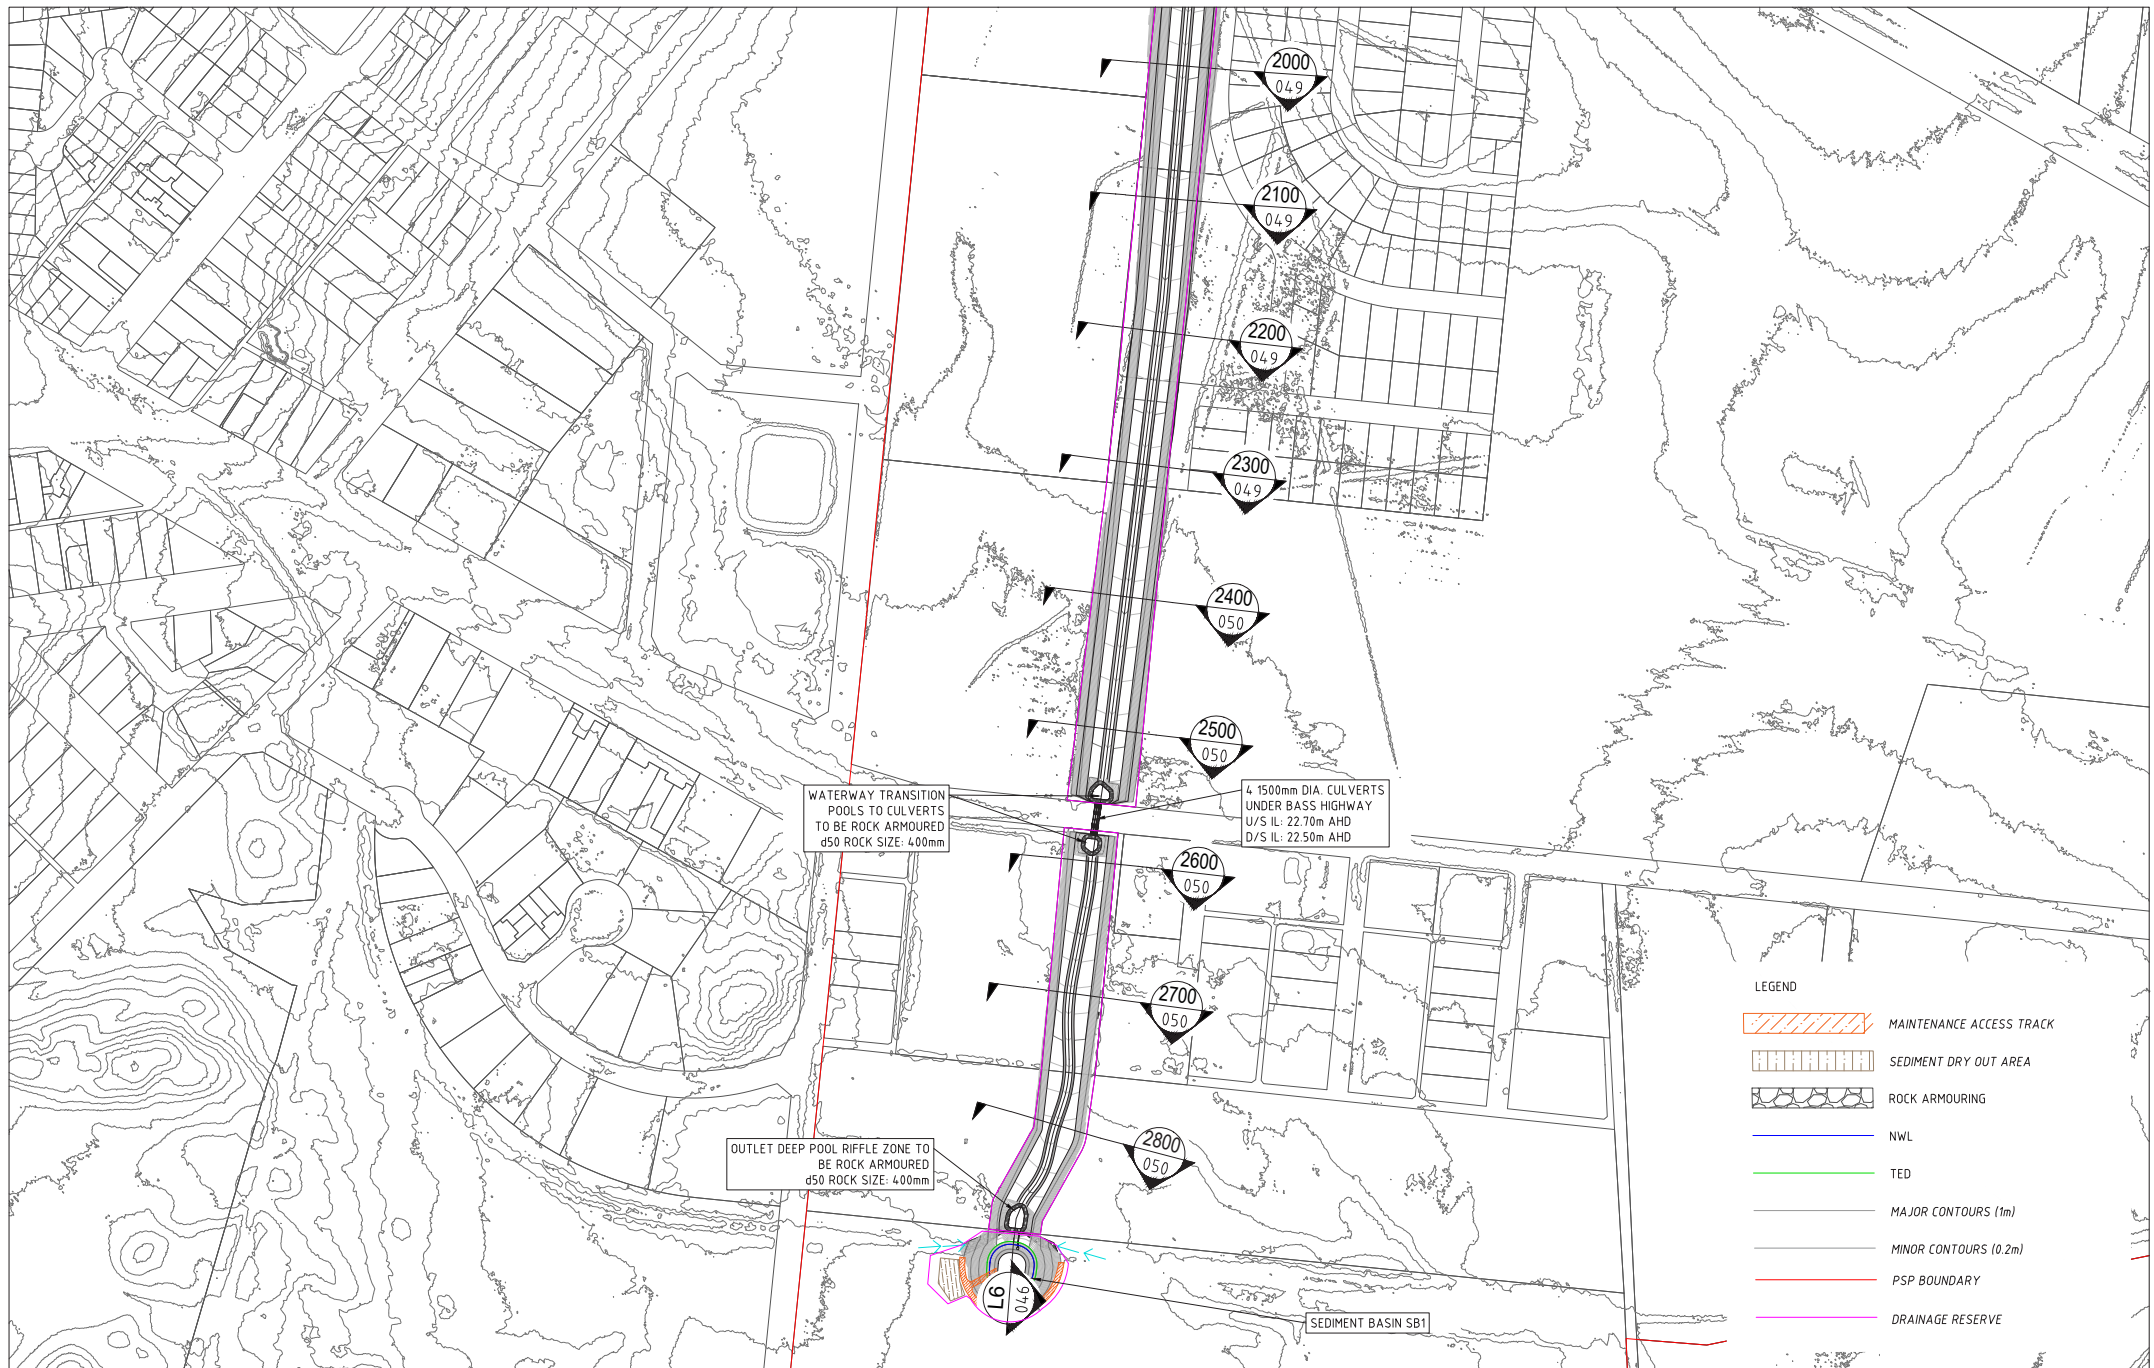 2000
049
2100
049
2200
049
2300
049
2400
050
2500
050
WATERWAY TRANSITION
POOLS TO CULVERTS
TO BE ROCK ARMOURED
d50 ROCK SIZE: 400mm
4 1500mm DIA. CULVERTS
UNDER BASS HIGHWAY
U/S IL: 22.70m AHD
D/S IL: 22.50m AHD
2600
050
2700
050
2800
050
OUTLET DEEP POOL RIFFLE ZONE TO
BE ROCK ARMOURED
d50 ROCK SIZE: 400mm
L6
046
SEDIMENT BASIN SB1
LEGEND
MAINTENANCE ACCESS TRACK
SEDIMENT DRY OUT AREA
ROCK ARMOURING
NWL
TED
MAJOR CONTOURS (1m)
MINOR CONTOURS (0.2m)
PSP BOUNDARY
DRAINAGE RESERVE